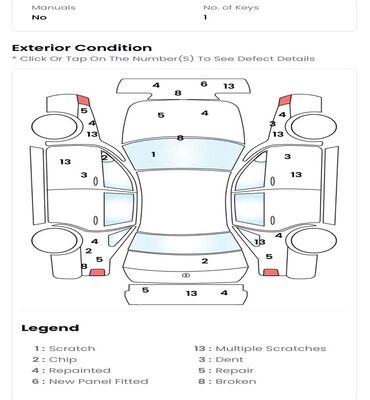 Manuals No. of Keys
No 1
Exterior Condition
* Click Or Tap On The Number(S) To See Defect Details
4 8 6 13
5 4
5 4 13
8
3 4 13
1
2
13 3
3 13
4 2 5 8
4 13 5
2
5 13 4
Legend
1 : Scratch 13 : Multiple Scratches
2 : Chip 3 : Dent
4 : Repainted 5 : Repair
6 : New Panel Fitted 8 : Broken